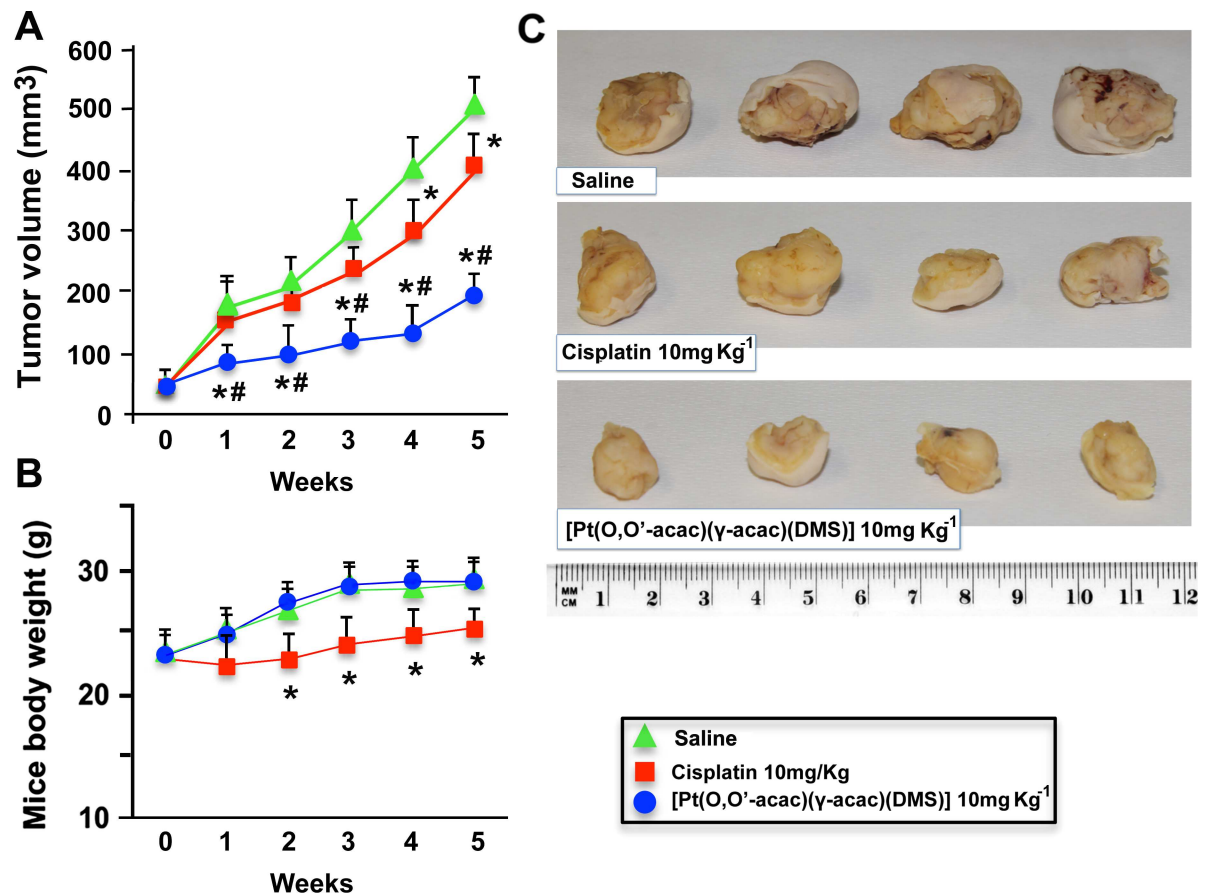 A
Tumor volume (mm3)
600
500
400
300
200
100
0
*
*
*#
*#
*#
*#
*#
0 1 2 3 4 5
Weeks
B
Mice body weight (g)
30
20
10
* * * *
0 1 2 3 4 5
Weeks
C
Saline
Cisplatin 10mg Kg-1
[Pt(O,O'-acac)(γ-acac)(DMS)] 10mg Kg-1
MM
CM 1 2 3 4 5 6 7 8 9 10 11 12
Saline
Cisplatin 10mg/Kg
[Pt(O,O'-acac)(γ-acac)(DMS)] 10mg Kg-1